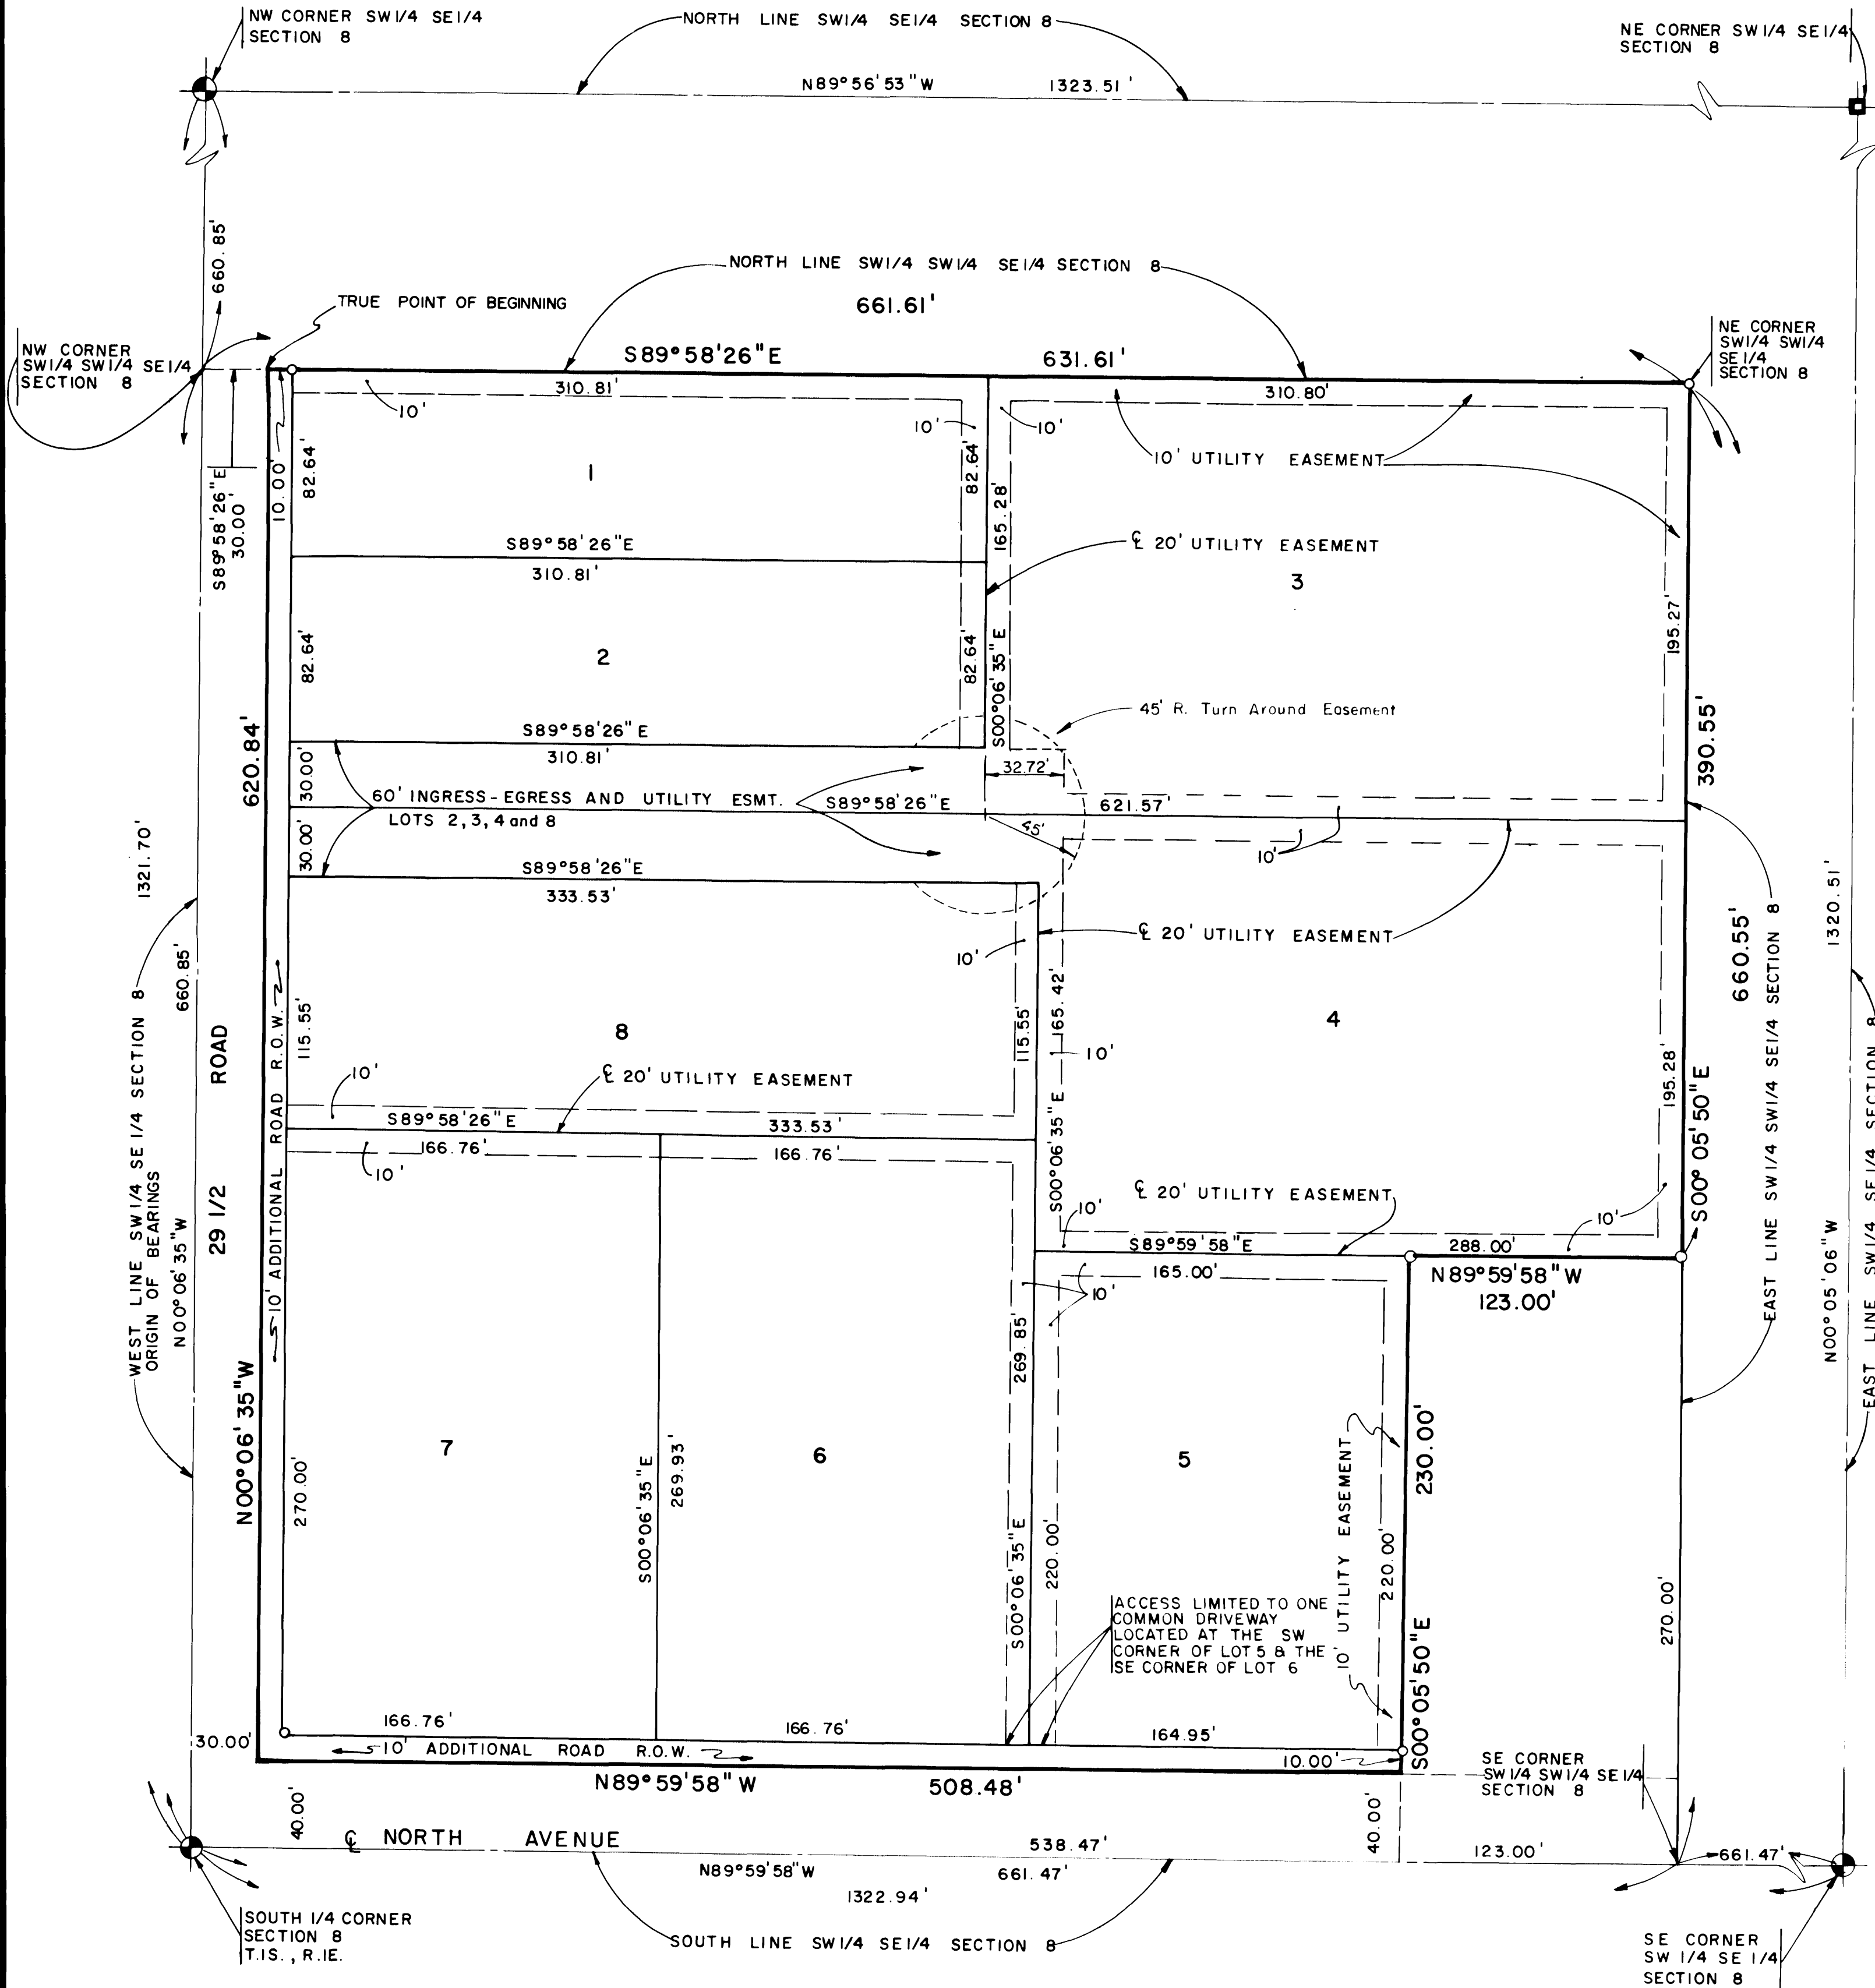 NW CORNER SW1/4 SE1/4
SECTION 8
NORTH LINE SW1/4 SE1/4 SECTION 8
NE CORNER SW1/4 SE1/4
SECTION 8
N89°56'53"W 1323.51'
660.85'
NORTH LINE SW1/4 SW1/4 SE1/4 SECTION 8
661.61'
TRUE POINT OF BEGINNING
NW CORNER
SW1/4 SW1/4 SE1/4
SECTION 8
NE CORNER
SW1/4 SW1/4
SE1/4
SECTION 8
S89°58'26"E 631.61'
310.81'
310.80'
10'
10'
10'
10' UTILITY EASEMENT
S89°58'26"E
30.00'
10.00'
82.64'
1
82.64'
165.28'
℄ 20' UTILITY EASEMENT
3
S89°58'26"E
310.81'
82.64'
2
82.64'
S00°06'35"E
195.27'
45' R. Turn Around Easement
S89°58'26"E
310.81'
620.84'
390.55'
30.00'
32.72'
60' INGRESS-EGRESS AND UTILITY ESMT.
LOTS 2, 3, 4 and 8
S89°58'26"E
621.57'
30.00'
45'
10'
S89°58'26"E
333.53'
1321.70'
1320.51'
℄ 20' UTILITY EASEMENT
10'
660.85'
660.55'
WEST LINE SW1/4 SE1/4 SECTION 8
ORIGIN OF BEARINGS
N00°06'35"W
29 1/2 ROAD
10' ADDITIONAL ROAD R.O.W.
115.55'
8
115.55'
165.42'
S00°06'35"E
10'
4
195.28'
S00°05'50"E
EAST LINE SW1/4 SW1/4 SE1/4 SECTION 8
N00°05'06"W
EAST LINE SW1/4 SE1/4 SECTION 8
10'
℄ 20' UTILITY EASEMENT
S89°58'26"E
333.53'
166.76'
166.76'
10'
℄ 20' UTILITY EASEMENT
10'
10'
S89°59'58"E
288.00'
165.00'
N89°59'58"W
123.00'
10'
N00°06'35"W
270.00'
7
S00°06'35"E
269.93'
6
269.85'
S00°06'35"E
5
220.00'
10' UTILITY EASEMENT
220.00'
230.00'
S00°05'50"E
270.00'
ACCESS LIMITED TO ONE
COMMON DRIVEWAY
LOCATED AT THE SW
CORNER OF LOT 5 & THE
SE CORNER OF LOT 6
166.76'
166.76'
164.95'
30.00'
10' ADDITIONAL ROAD R.O.W.
10.00'
N89°59'58"W 508.48'
SE CORNER
SW1/4 SW1/4 SE1/4
SECTION 8
40.00'
40.00'
℄ NORTH AVENUE
538.47'
123.00'
661.47'
N89°59'58"W 661.47'
1322.94'
SOUTH 1/4 CORNER
SECTION 8
T.1S., R.1E.
SOUTH LINE SW1/4 SE1/4 SECTION 8
SE CORNER
SW 1/4 SE 1/4
SECTION 8